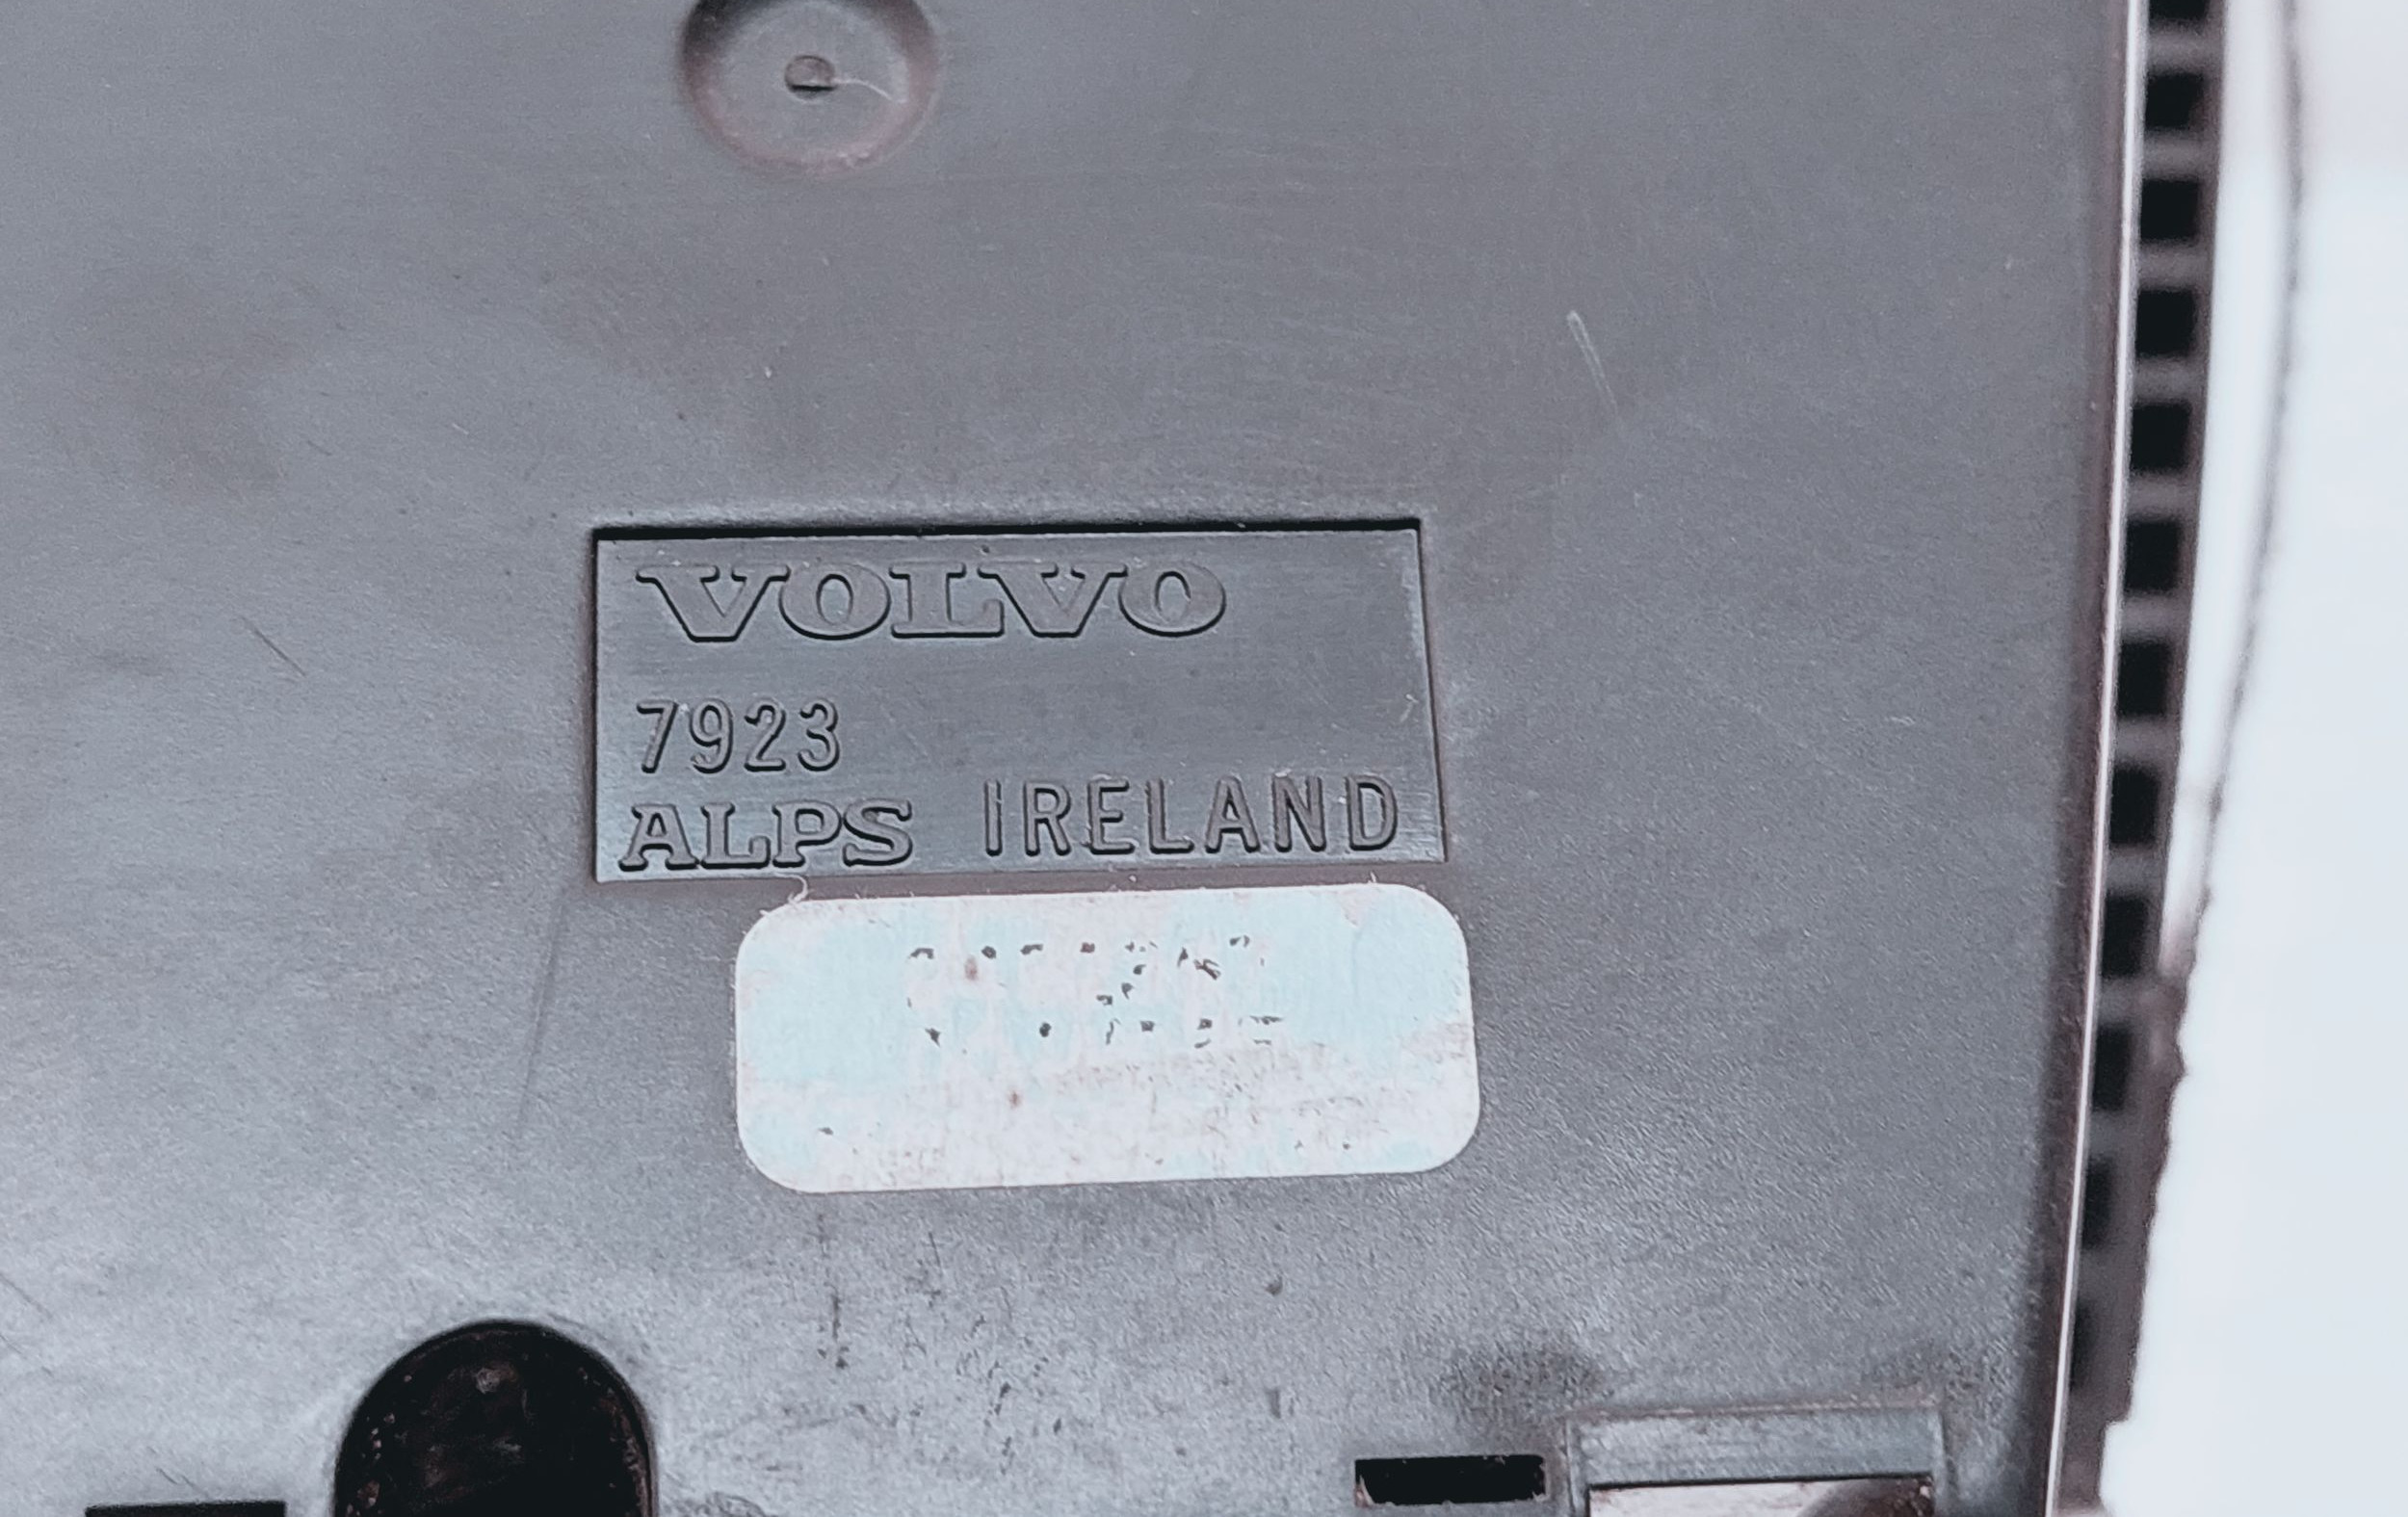 VOLVO
7923
ALPS IRELAND